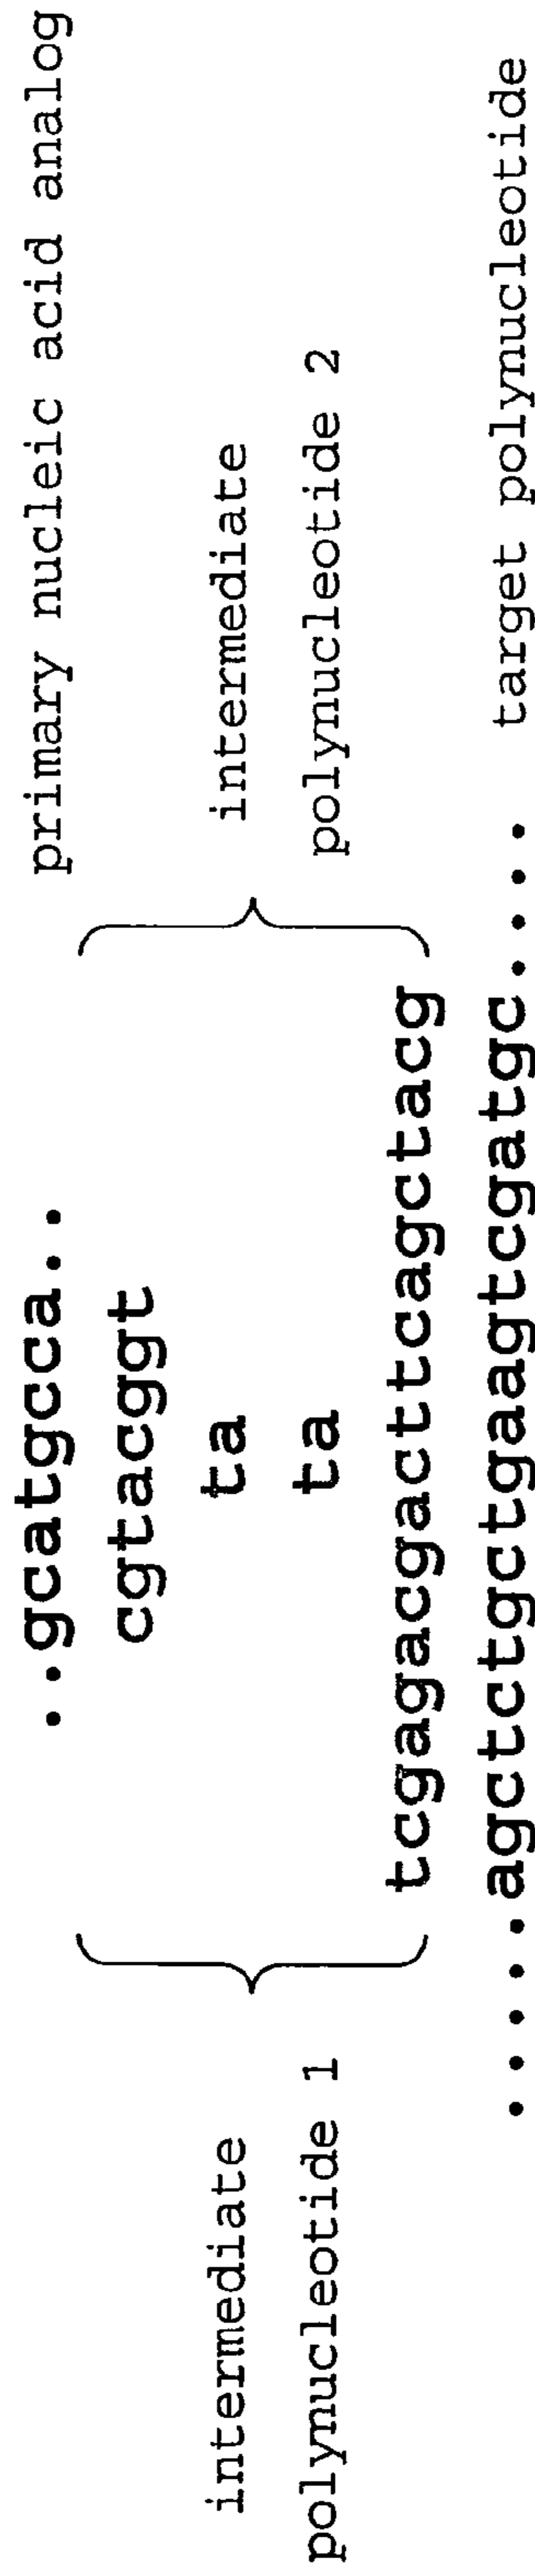 ..gcatgcca.. primary nucleic acid analog
cgtacggt
intermediate ta intermediate
polynucleotide 1 ta polynucleotide 2
tcgagacgacttcagctacg
.....agctctgctgaagtcgatgc.... target polynucleotide